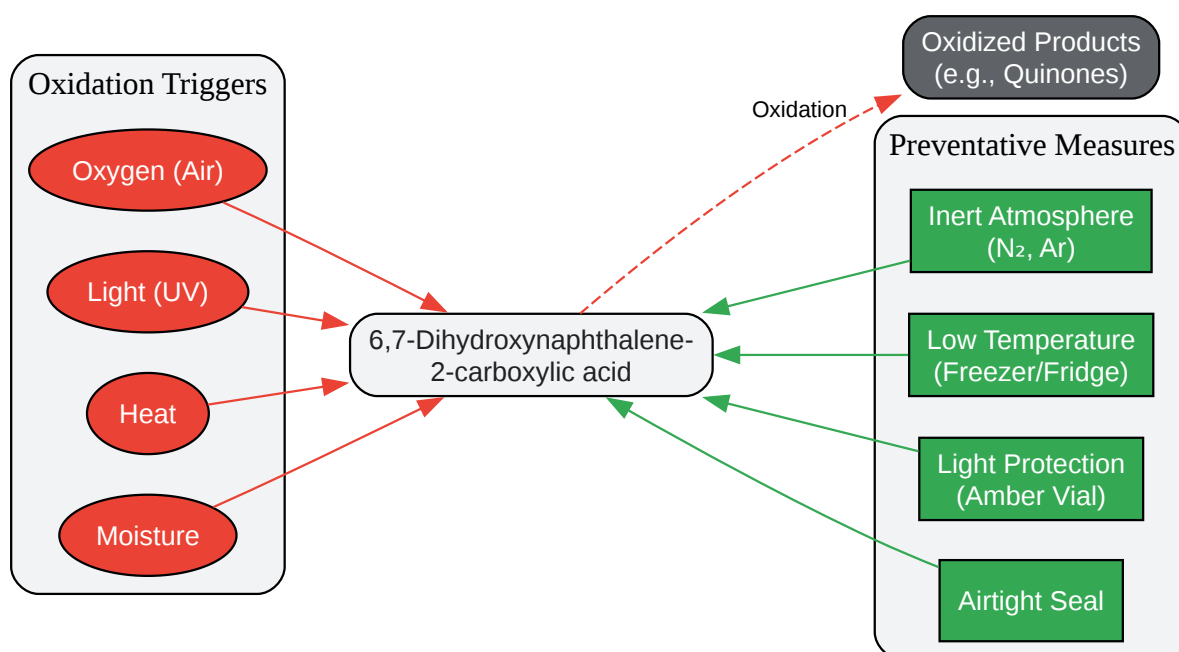 Oxidation Triggers
Oxygen (Air)
Light (UV)
Heat
Moisture
6,7-Dihydroxynaphthalene-
2-carboxylic acid
Oxidation
Oxidized Products
(e.g., Quinones)
Preventative Measures
Inert Atmosphere
(N₂, Ar)
Low Temperature
(Freezer/Fridge)
Light Protection
(Amber Vial)
Airtight Seal